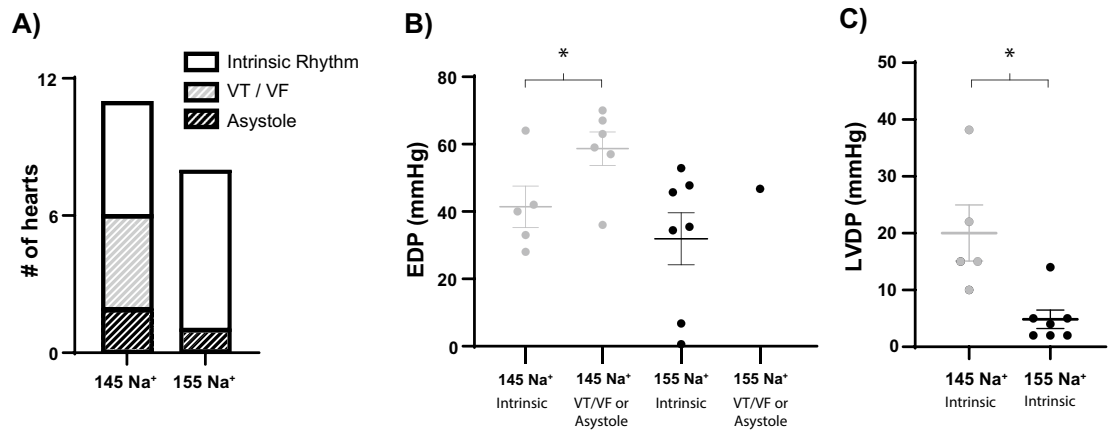 A)
Intrinsic Rhythm
VT / VF
Asystole
# of hearts
12
6
0
145 Na⁺ 155 Na⁺
B)
*
EDP (mmHg)
80
60
40
20
0
145 Na⁺ 145 Na⁺ 155 Na⁺ 155 Na⁺
Intrinsic VT/VF or Intrinsic VT/VF or
Asystole Asystole
C)
*
LVDP (mmHg)
50
40
30
20
10
0
145 Na⁺ 155 Na⁺
Intrinsic Intrinsic